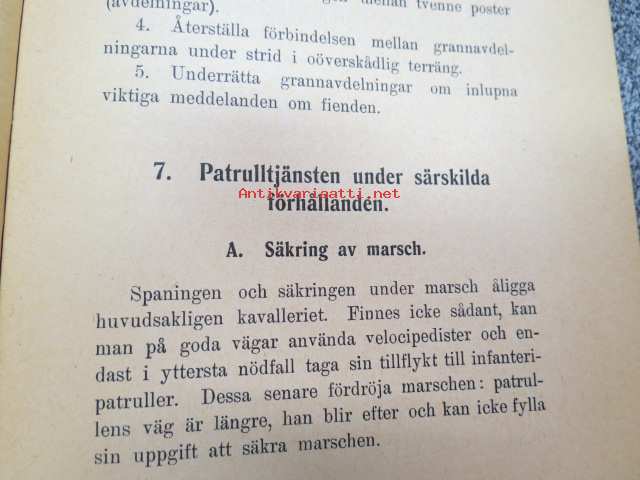 (avdelningar). mellan tvenne poster
4. Återställa förbindelsen mellan grannavdel-
ningarna under strid i oöverskådlig terräng.
5. Underrätta grannavdelningar om inlupna
viktiga meddelanden om fienden.
7. Patrulltjänsten under särskilda
Antikvariaatti.net
förhållanden.
A. Säkring av marsch.
Spaningen och säkringen under marsch åligga
huvudsakligen kavalleriet. Finnes icke sådant, kan
man på goda vägar använda velocipedister och en-
dast i yttersta nödfall taga sin tillflykt till infanteri-
patruller. Dessa senare fördröja marschen: patrul-
lens väg är längre, han blir efter och kan icke fylla
sin uppgift att säkra marschen.